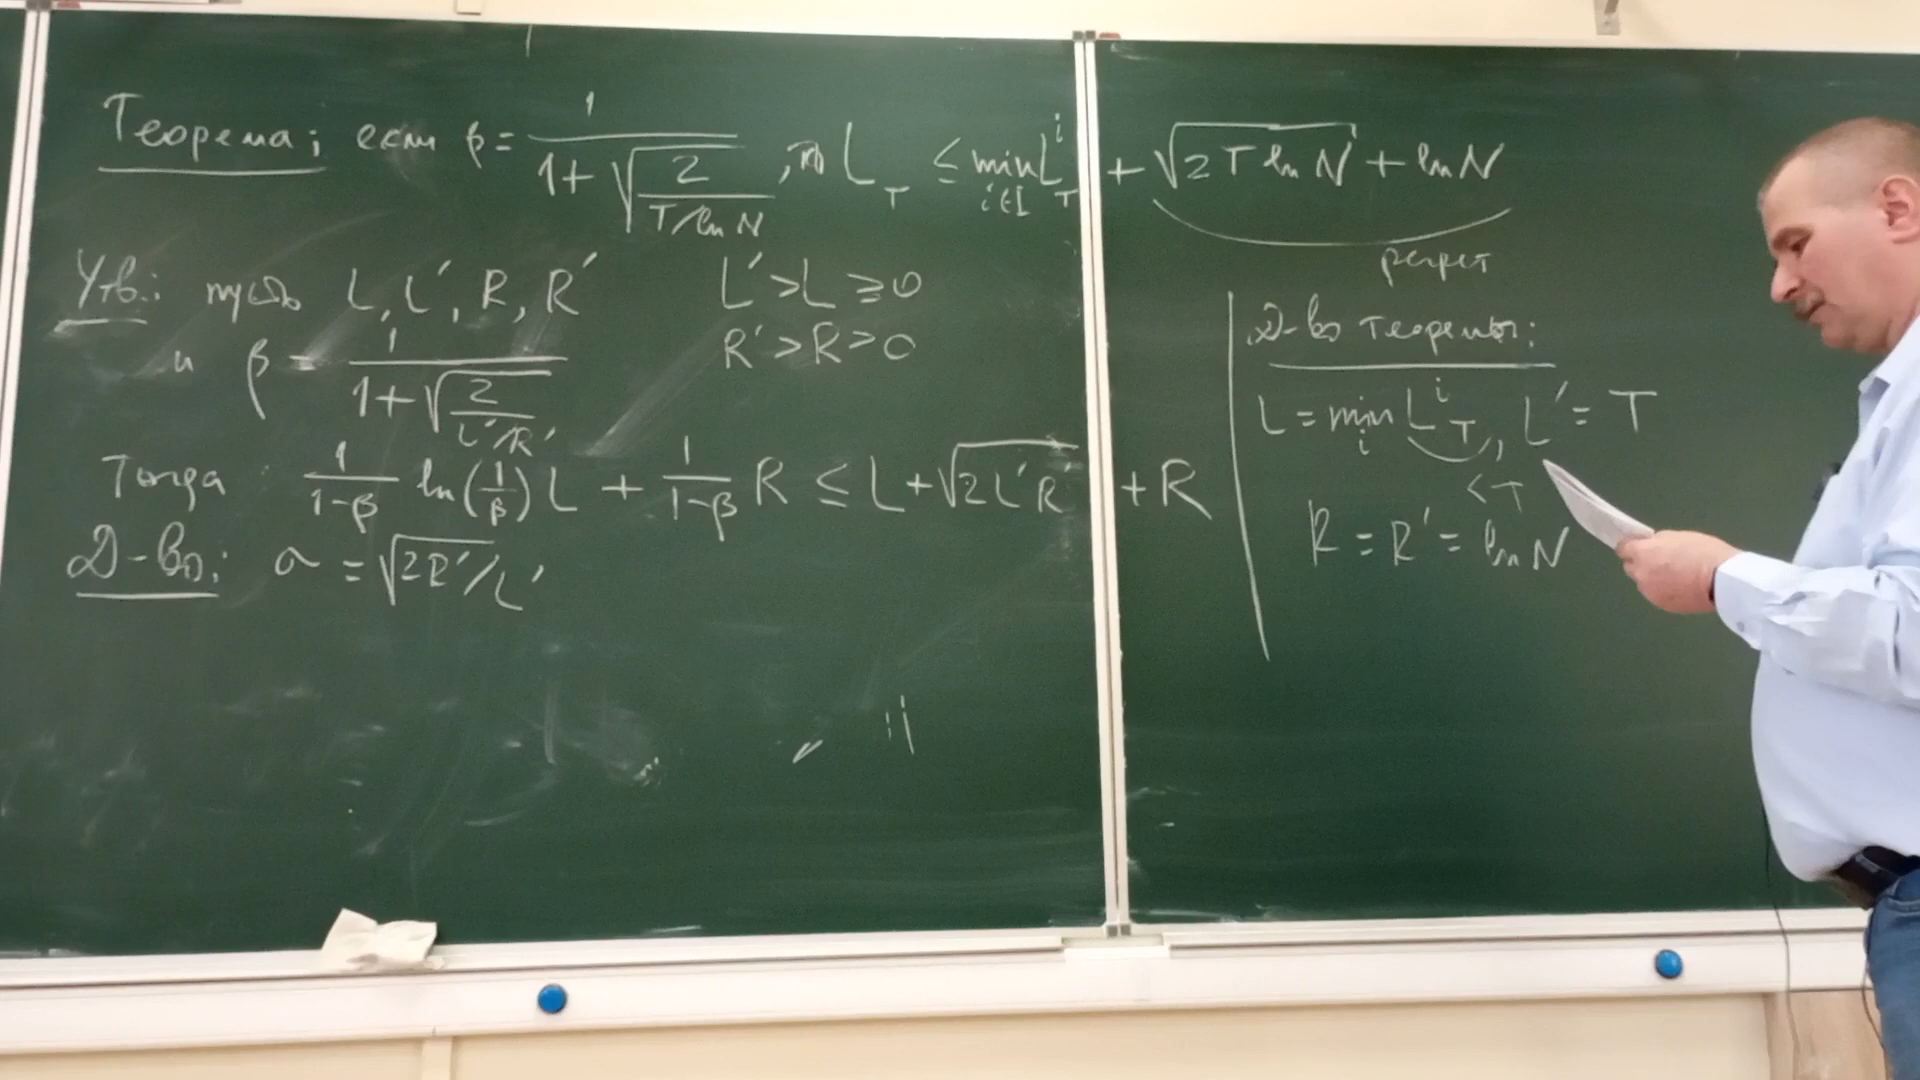 Теорема: если β = 1/(1+√(2/(T/ln N))), то L_T ≤ min_{i∈I} L^i_T + √(2 T ln N) + ln N
регрет
Утв.: пусть L, L', R, R' L' > L ≥ 0
R' > R > 0
и β = 1/(1+√(2/(L'/R')))
Тогда 1/(1-β) ln(1/β) L + 1/(1-β) R ≤ L + √(2L'R') + R
Д-во: a = √(2R'/L')
Д-во теоремы:
L = min_i L^i_T, L' = T
< T
R = R' = ln N